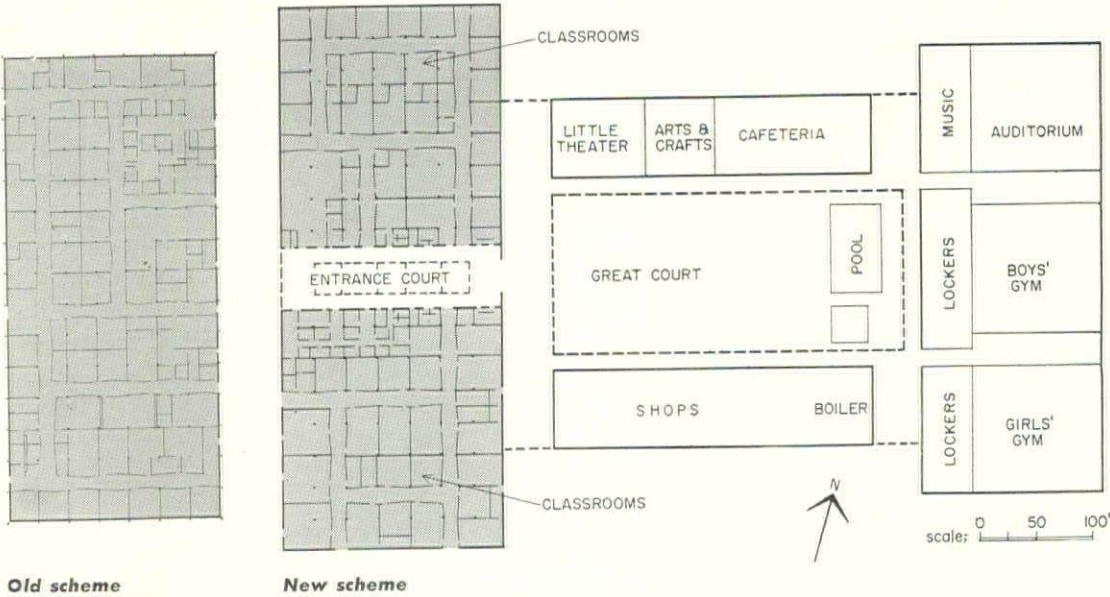 CLASSROOMS
LITTLE
THEATER
ARTS &
CRAFTS
CAFETERIA
MUSIC
AUDITORIUM
ENTRANCE COURT
GREAT COURT
POOL
LOCKERS
BOYS'
GYM
SHOPS
BOILER
LOCKERS
GIRLS'
GYM
CLASSROOMS
N
scale; 0 50 100'
Old scheme
New scheme